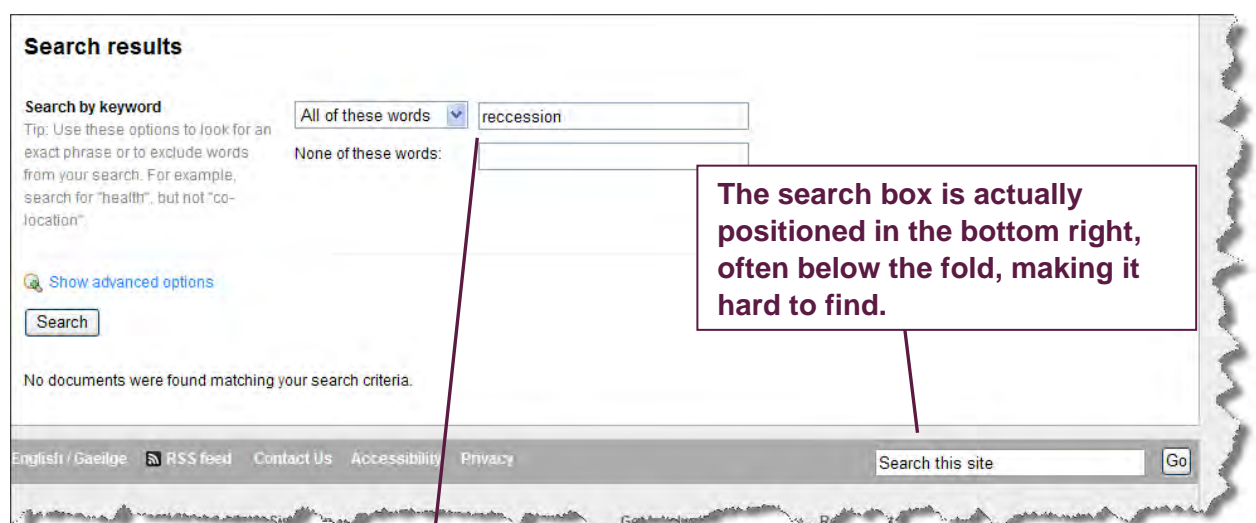 Search results
Search by keyword
Tip: Use these options to look for an
exact phrase or to exclude words
from your search. For example,
search for "health", but not "co-
location".
All of these words
reccession
None of these words:
The search box is actually
positioned in the bottom right,
often below the fold, making it
hard to find.
Show advanced options
Search
No documents were found matching your search criteria.
English / Gaeilge RSS feed Contact Us Accessibility Privacy
Search this site
Go